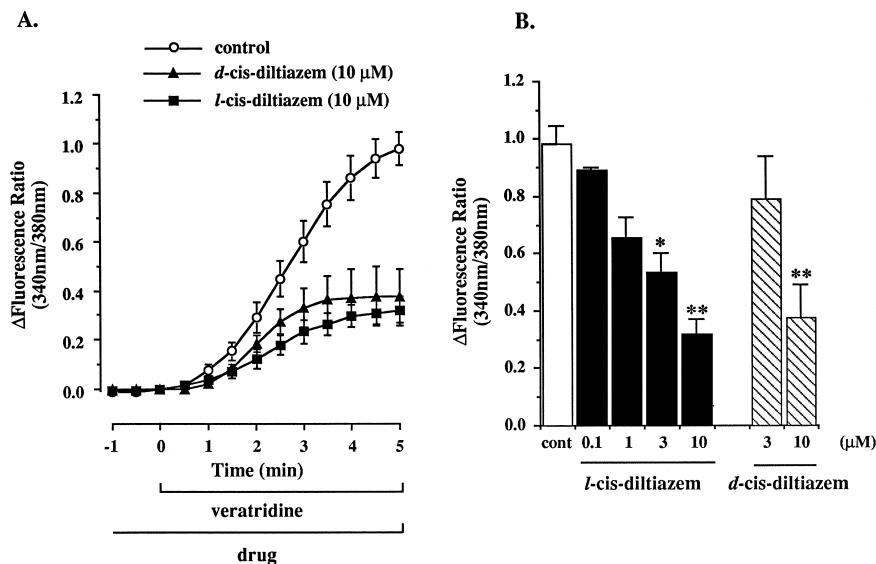 A.
control
d-cis-diltiazem (10 µM)
l-cis-diltiazem (10 µM)
ΔFluorescence Ratio
(340nm/380nm)
1.2
1.0
0.8
0.6
0.4
0.2
0.0
-1 0 1 2 3 4 5
Time (min)
veratridine
drug
B.
ΔFluorescence Ratio
(340nm/380nm)
1.2
1.0
0.8
0.6
0.4
0.2
0.0
*
**
**
cont 0.1 1 3 10 3 10 (µM)
l-cis-diltiazem d-cis-diltiazem